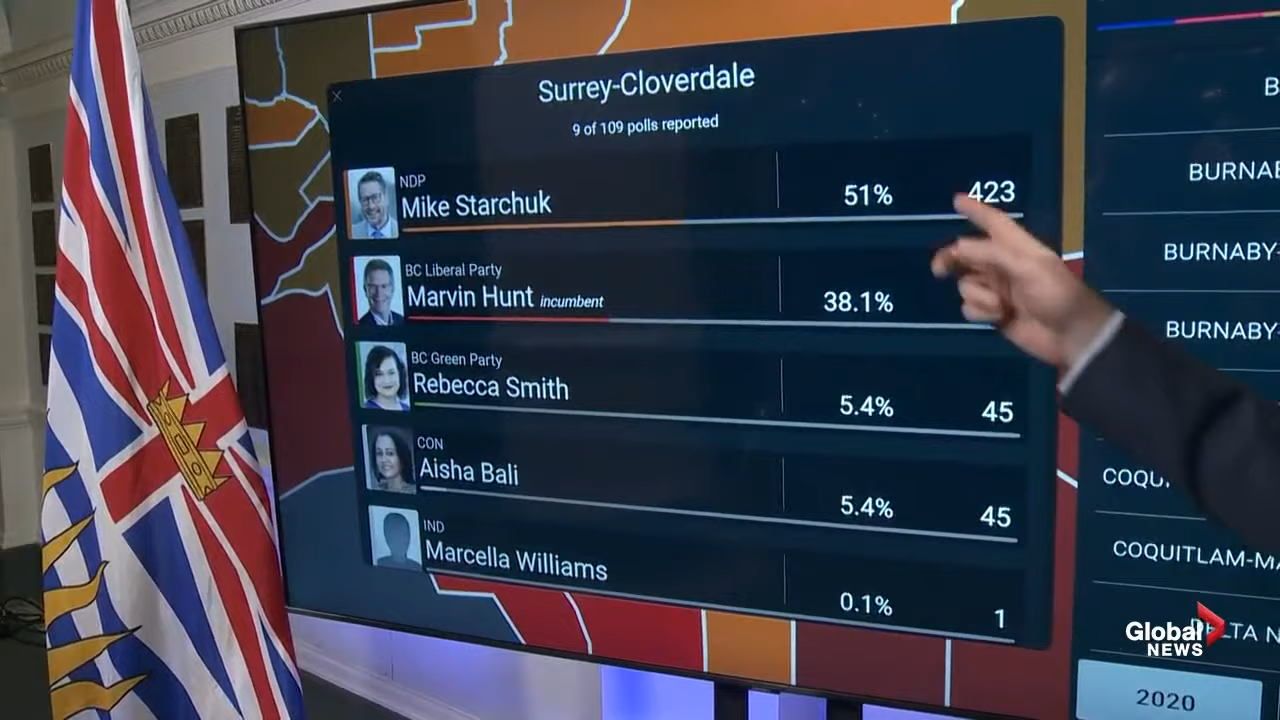 Surrey-Cloverdale
9 of 109 polls reported
NDP
Mike Starchuk
51%
423
BC Liberal Party
Marvin Hunt incumbent
38.1%
BC Green Party
Rebecca Smith
5.4%
45
CON
Aisha Bali
5.4%
45
IND
Marcella Williams
0.1%
1
B
BURNAB
BURNABY-
BURNABY-
COQU
COQUITLAM-MA
DELTA N
2020
Global
NEWS